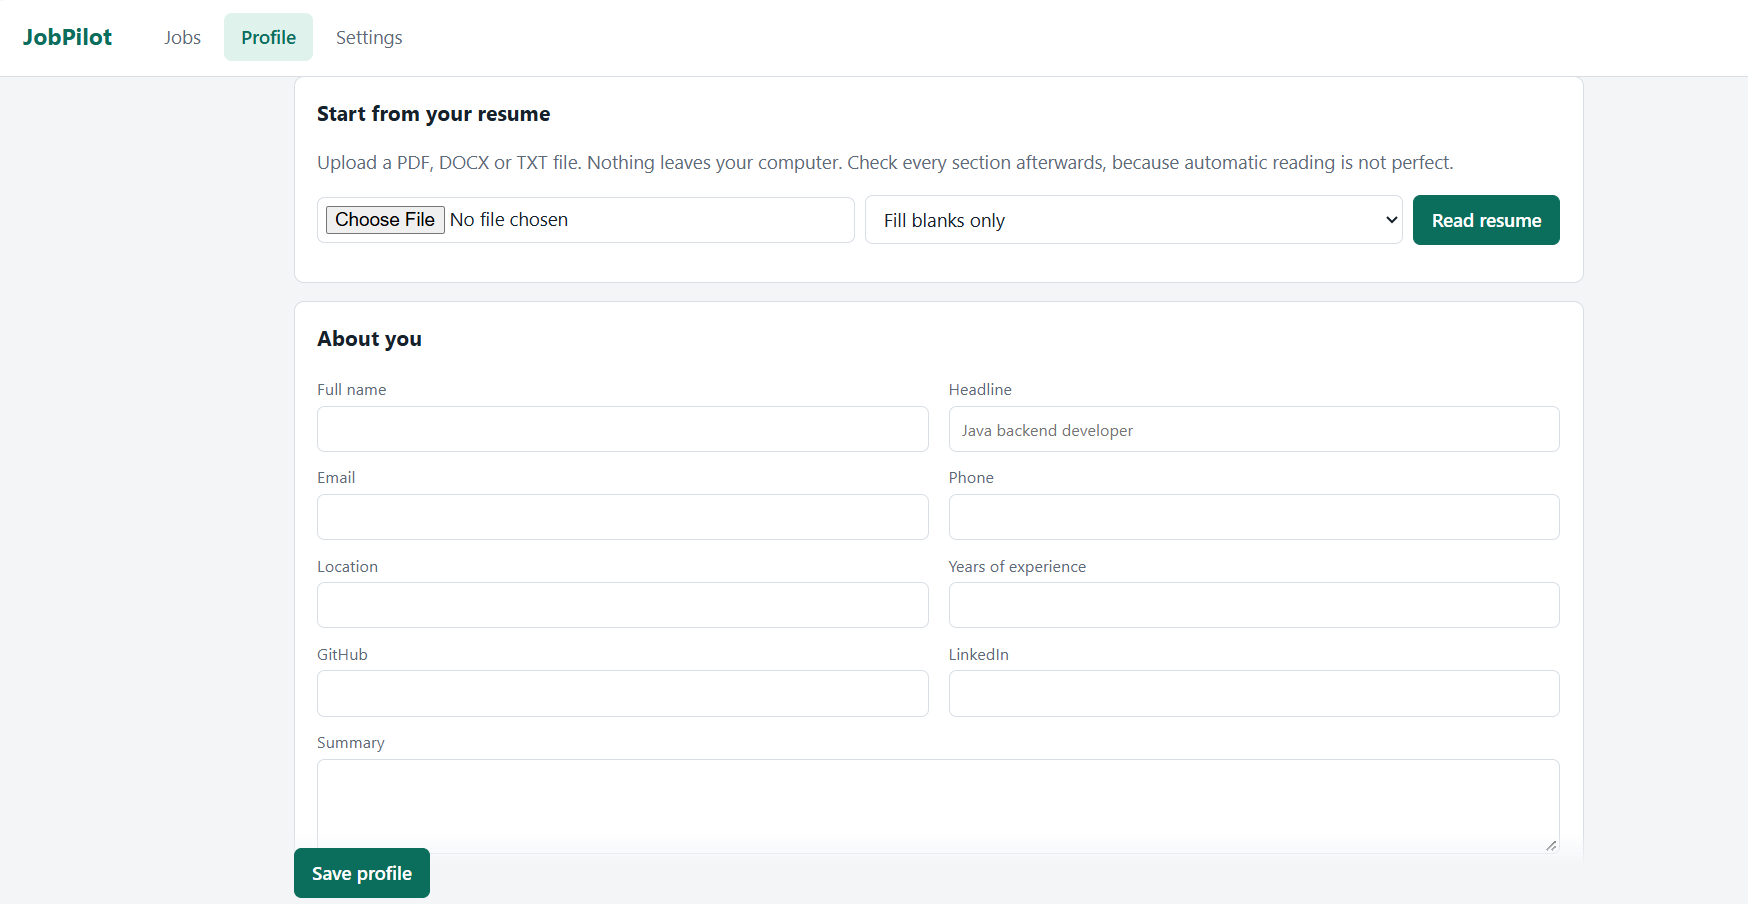 JobPilot
Jobs
Profile
Settings
Start from your resume
Upload a PDF, DOCX or TXT file. Nothing leaves your computer. Check every section afterwards, because automatic reading is not perfect.
Choose File No file chosen
Fill blanks only
Read resume
About you
Full name
Headline
Java backend developer
Email
Phone
Location
Years of experience
GitHub
LinkedIn
Summary
Save profile